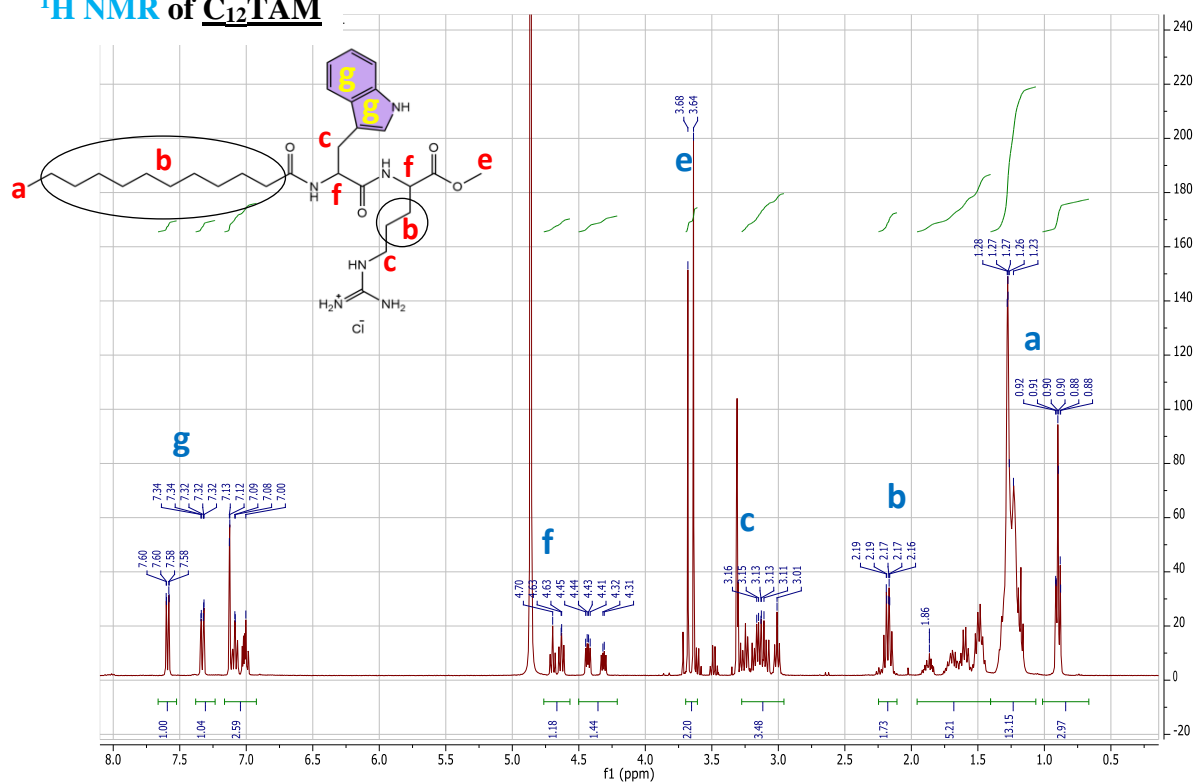 ¹H NMR of C₁₂TAM
g
g
NH
c
b
O
H
N
f
O
e
a
N
H
f
O
O
b
HN
c
H₂N⁺
NH₂
Cl⁻
g
f
e
c
b
a
7.60
7.60
7.58
7.58
7.34
7.34
7.32
7.32
7.32
7.13
7.12
7.09
7.08
7.00
4.70
4.63
4.63
4.45
4.44
4.43
4.41
4.32
4.31
3.68
3.64
3.16
3.15
3.13
3.13
3.11
3.01
2.19
2.19
2.17
2.17
2.16
1.86
1.28
1.27
1.27
1.26
1.23
0.92
0.91
0.90
0.90
0.88
0.88
240
220
200
180
160
140
120
100
80
60
40
20
0
-20
1.00
1.04
2.59
1.18
1.44
2.20
3.48
1.73
5.21
13.15
2.97
8.0 7.5 7.0 6.5 6.0 5.5 5.0 4.5 4.0 3.5 3.0 2.5 2.0 1.5 1.0 0.5
f1 (ppm)